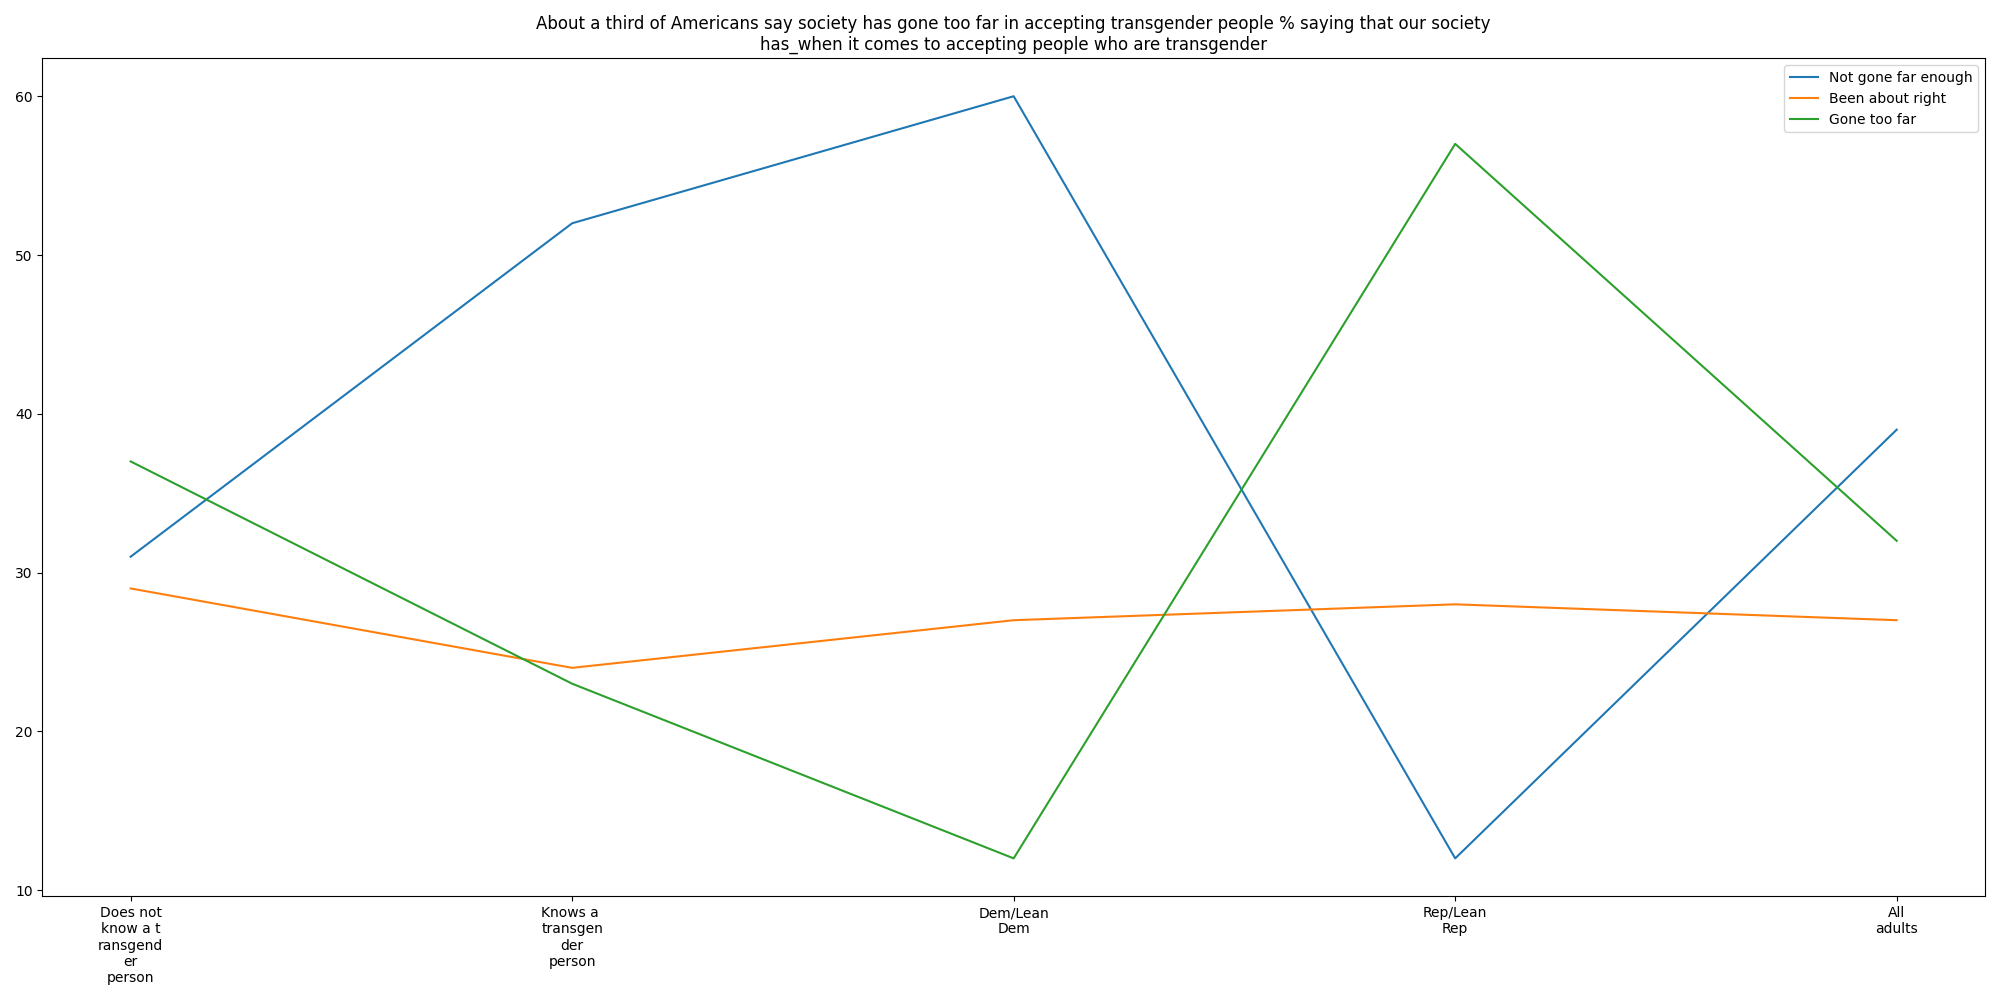 About a third of Americans say society has gone too far in accepting transgender people % saying that our society
has_when it comes to accepting people who are transgender
Not gone far enough
Been about right
Gone too far
60
50
40
30
20
10
Does not
know a t
ransgend
er
person
Knows a
transgen
der
person
Dem/Lean
Dem
Rep/Lean
Rep
All
adults